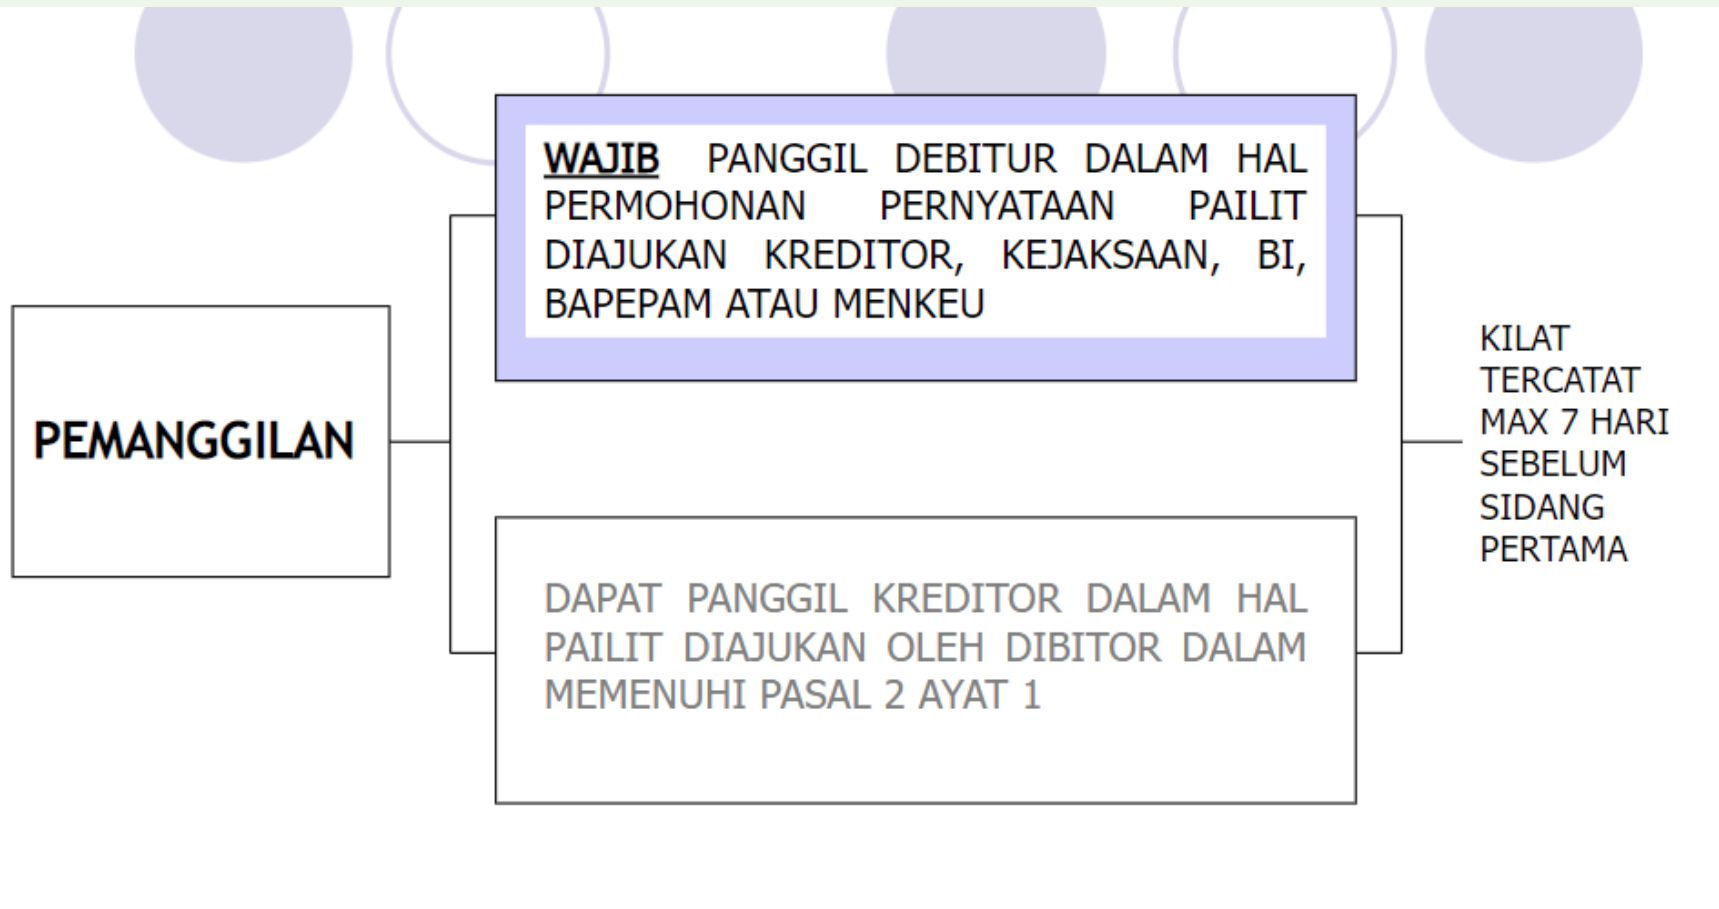 PEMANGGILAN
WAJIB PANGGIL DEBITUR DALAM HAL
PERMOHONAN PERNYATAAN PAILIT
DIAJUKAN KREDITOR, KEJAKSAAN, BI,
BAPEPAM ATAU MENKEU
DAPAT PANGGIL KREDITOR DALAM HAL
PAILIT DIAJUKAN OLEH DIBITOR DALAM
MEMENUHI PASAL 2 AYAT 1
KILAT
TERCATAT
MAX 7 HARI
SEBELUM
SIDANG
PERTAMA